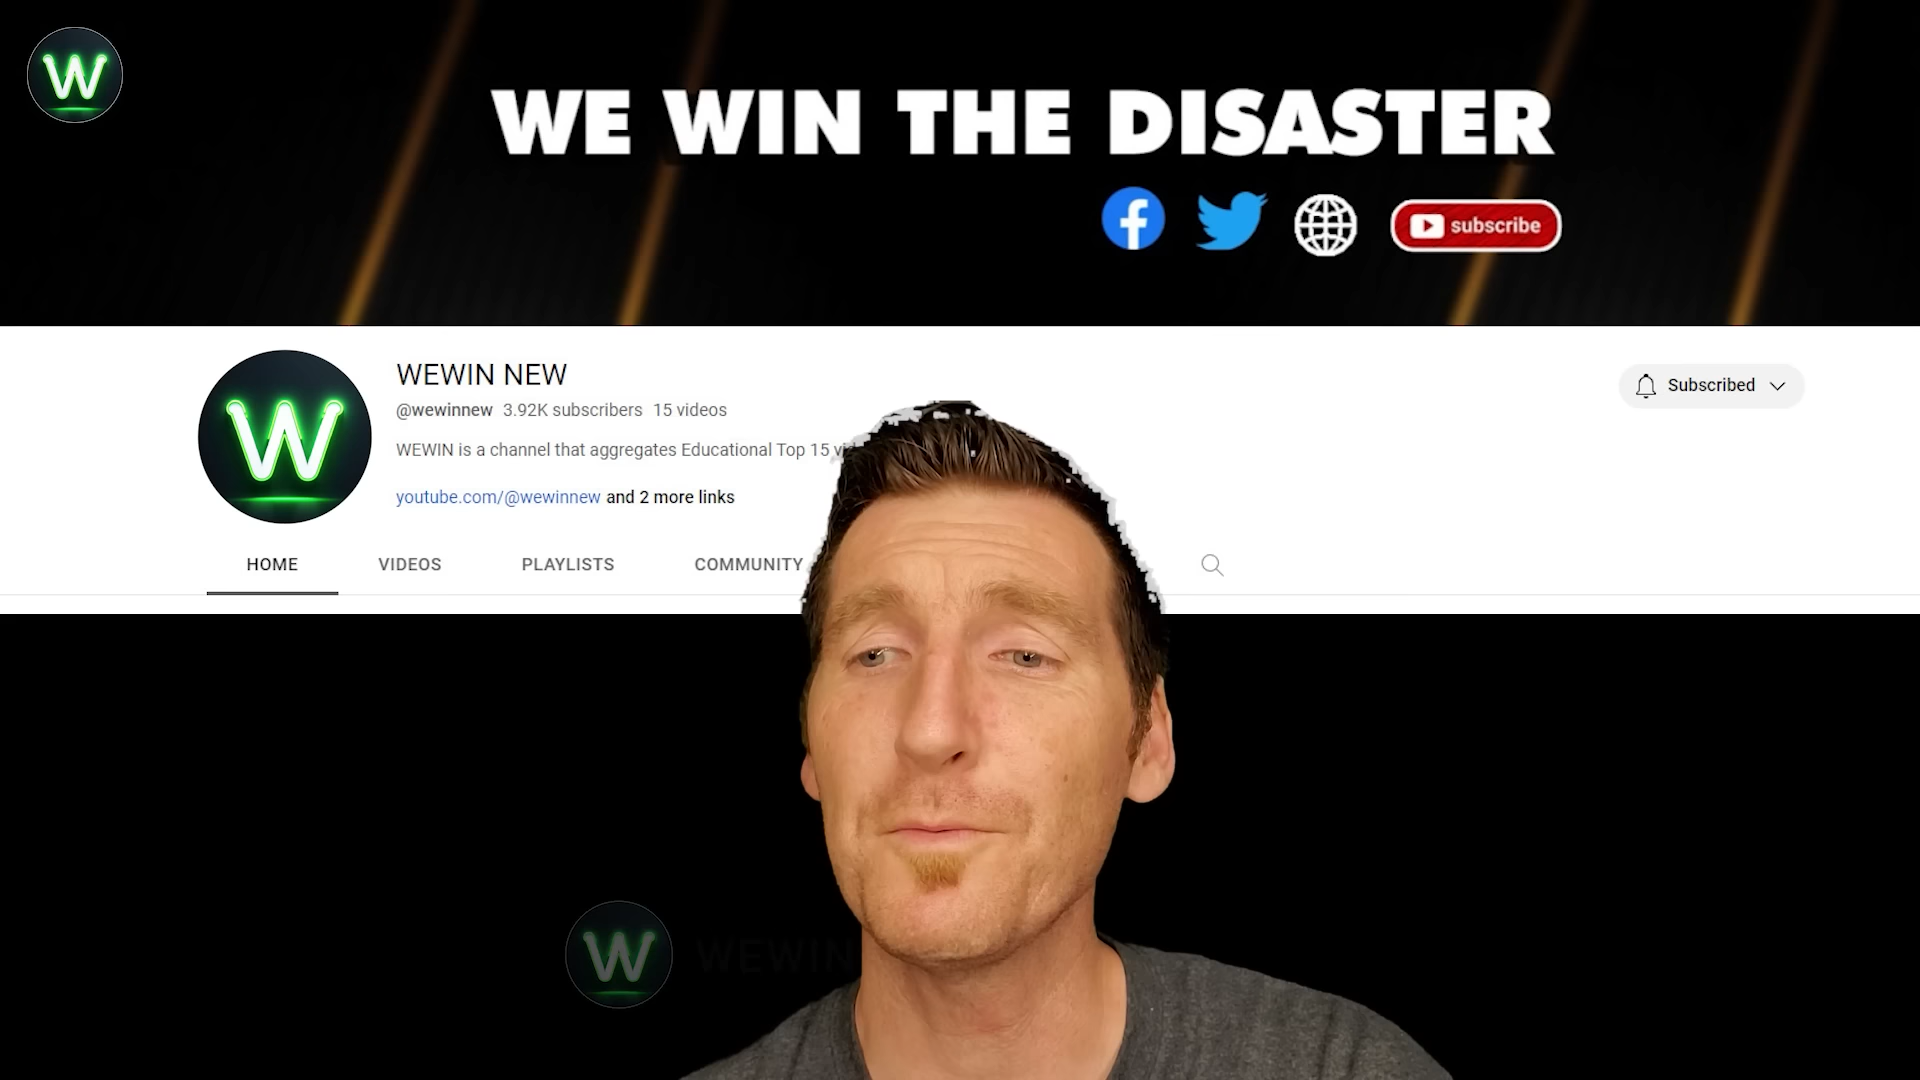 W
WE WIN THE DISASTER
f
subscribe
W
WEWIN NEW
@wewinnew 3.92K subscribers 15 videos
Subscribed
WEWIN is a channel that aggregates Educational Top 15
youtube.com/@wewinnew and 2 more links
HOME VIDEOS PLAYLISTS COMMUNITY
W WEWIN